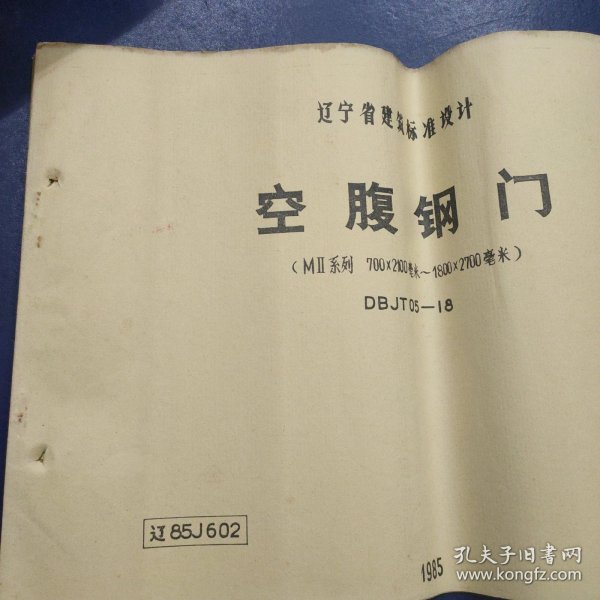 辽宁省建筑标准设计
空腹钢门
（MII系列 700×2100毫米～1800×2700毫米）
DBJT05—18
辽85J602
1985
孔夫子旧书网
www.kongfz.com